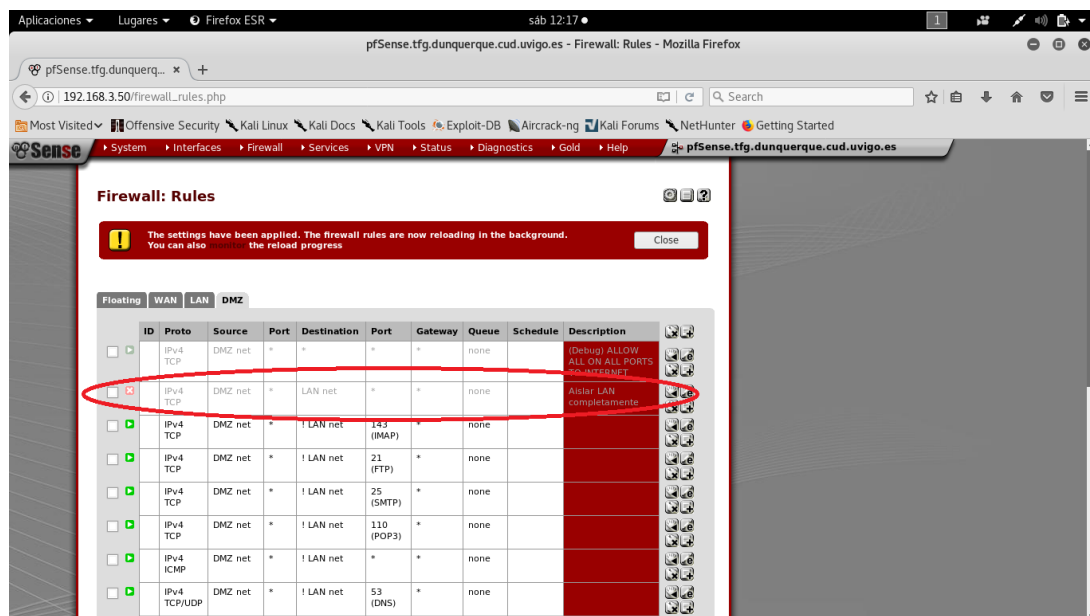 Aplicaciones Lugares Firefox ESR sáb 12:17 1
pfSense.tfg.dunquerque.cud.uvigo.es - Firewall: Rules - Mozilla Firefox
pfSense.tfg.dunquerq... × +
192.168.3.50/firewall_rules.php Search
Most Visited Offensive Security Kali Linux Kali Docs Kali Tools Exploit-DB Aircrack-ng Kali Forums NetHunter Getting Started
Sense System Interfaces Firewall Services VPN Status Diagnostics Gold Help pfSense.tfg.dunquerque.cud.uvigo.es
Firewall: Rules ?
! The settings have been applied. The firewall rules are now reloading in the background.
You can also monitor the reload progress
Close
Floating WAN LAN DMZ
ID Proto Source Port Destination Port Gateway Queue Schedule Description
IPv4 DMZ net * * * * none (Debug) ALLOW
TCP ALL ON ALL PORTS
TO INTERNET
IPv4 DMZ net * LAN net * * none Aislar LAN
TCP completamente
IPv4 DMZ net * ! LAN net 143 * none
TCP (IMAP)
IPv4 DMZ net * ! LAN net 21 * none
TCP (FTP)
IPv4 DMZ net * ! LAN net 25 * none
TCP (SMTP)
IPv4 DMZ net * ! LAN net 110 * none
TCP (POP3)
IPv4 DMZ net * ! LAN net * * none
ICMP
IPv4 DMZ net * ! LAN net 53 * none
TCP/UDP (DNS)